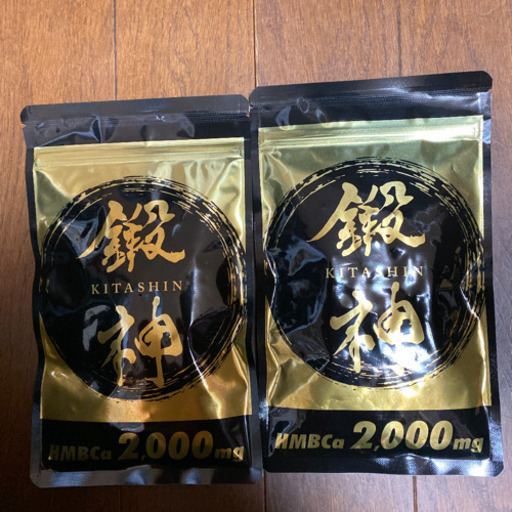 鍛
KITASHIN
神
HMBCa 2,000mg
鍛
KITASHIN
神
HMBCa 2,000mg